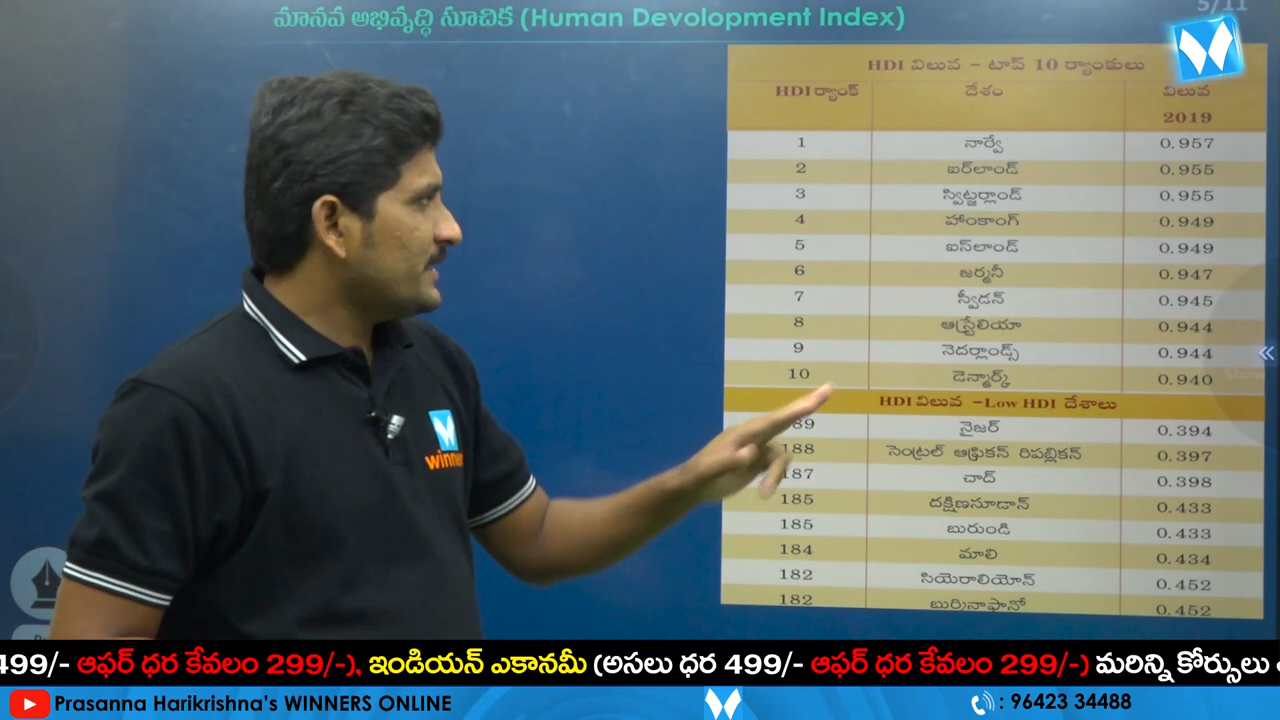 మానవ అభివృద్ధి సూచిక (Human Devolopment Index)
5/11
HDI విలువ - టాప్ 10 ర్యాంకులు
HDI ర్యాంక్ దేశం విలువ 2019
1 నార్వే 0.957
2 ఐర్‌లాండ్ 0.955
3 స్విట్జర్లాండ్ 0.955
4 హాంకాంగ్ 0.949
5 ఐస్‌లాండ్ 0.949
6 జర్మనీ 0.947
7 స్వీడన్ 0.945
8 ఆస్ట్రేలియా 0.944
9 నెదర్లాండ్స్ 0.944
10 డెన్మార్క్ 0.940
HDI విలువ -Low HDI దేశాలు
89 నైజర్ 0.394
188 సెంట్రల్ ఆఫ్రికన్ రిపబ్లికన్ 0.397
187 చాద్ 0.398
185 దక్షిణసూడాన్ 0.433
185 బురుండి 0.433
184 మాలి 0.434
182 సియెరాలియోన్ 0.452
182 బుర్కినాఫానో 0.452
winner
499/- ఆఫర్ ధర కేవలం 299/-), ఇండియన్ ఎకానమీ (అసలు ధర 499/- ఆఫర్ ధర కేవలం 299/-) మరిన్ని కోర్సులు
Prasanna Harikrishna's WINNERS ONLINE
: 96423 34488